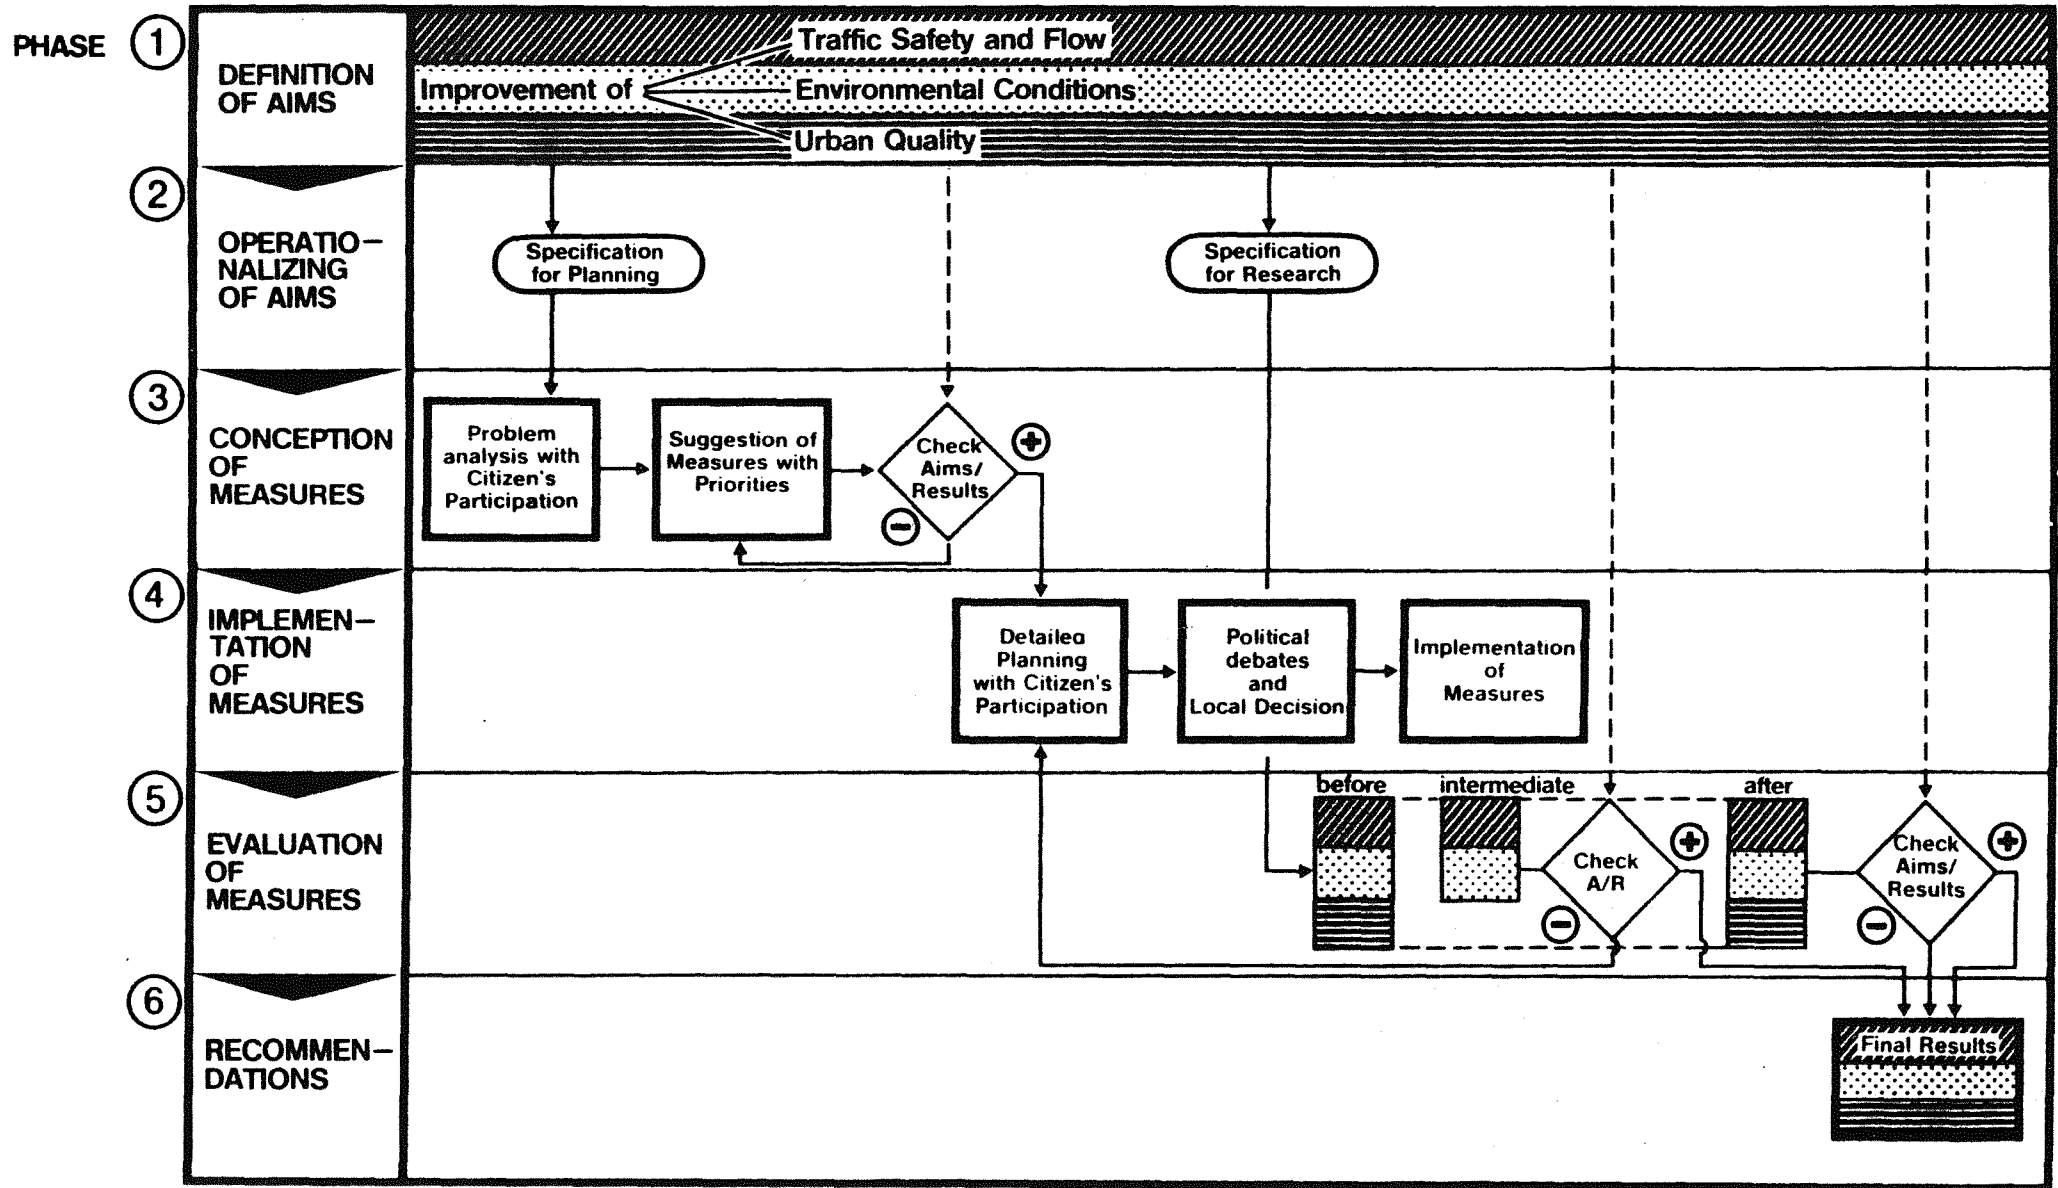 PHASE
1
DEFINITION
OF AIMS
Traffic Safety and Flow
Improvement of
Environmental Conditions
Urban Quality
2
OPERATIO—
NALIZING
OF AIMS
Specification
for Planning
Specification
for Research
3
CONCEPTION
OF
MEASURES
Problem
analysis with
Citizen's
Participation
Suggestion of
Measures with
Priorities
Check
Aims/
Results
+
−
4
IMPLEMEN—
TATION
OF
MEASURES
Detailed
Planning
with Citizen's
Participation
Political
debates
and
Local Decision
Implementation
of
Measures
5
EVALUATION
OF
MEASURES
before
intermediate
after
Check
A/R
+
−
Check
Aims/
Results
+
−
6
RECOMMEN—
DATIONS
Final Results